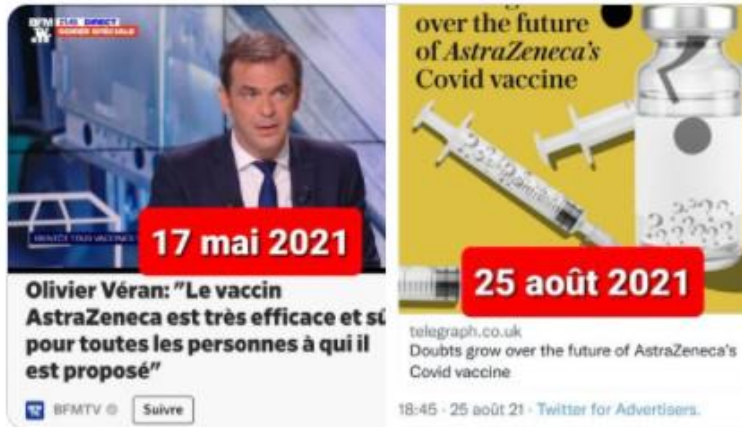 BFM
DIRECT
SOIRÉE SPÉCIALE
17 mai 2021
Olivier Véran: "Le vaccin
AstraZeneca est très efficace et sû
pour toutes les personnes à qui il
est proposé"
BFMTV
Suivre
over the future
of AstraZeneca's
Covid vaccine
25 août 2021
telegraph.co.uk
Doubts grow over the future of AstraZeneca's
Covid vaccine
18:45 · 25 août 21 · Twitter for Advertisers.